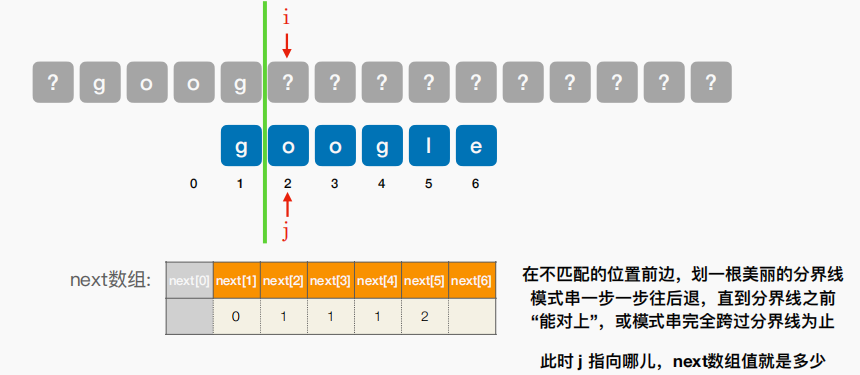 i
? g o o g ? ? ? ? ? ? ? ? ? ?
g o o g l e
0 1 2 3 4 5 6
j
next数组: next[0] next[1] next[2] next[3] next[4] next[5] next[6]
0 1 1 1 2
在不匹配的位置前边，划一根美丽的分界线
模式串一步一步往后退，直到分界线之前
“能对上”，或模式串完全跨过分界线为止
此时 j 指向哪儿，next数组值就是多少